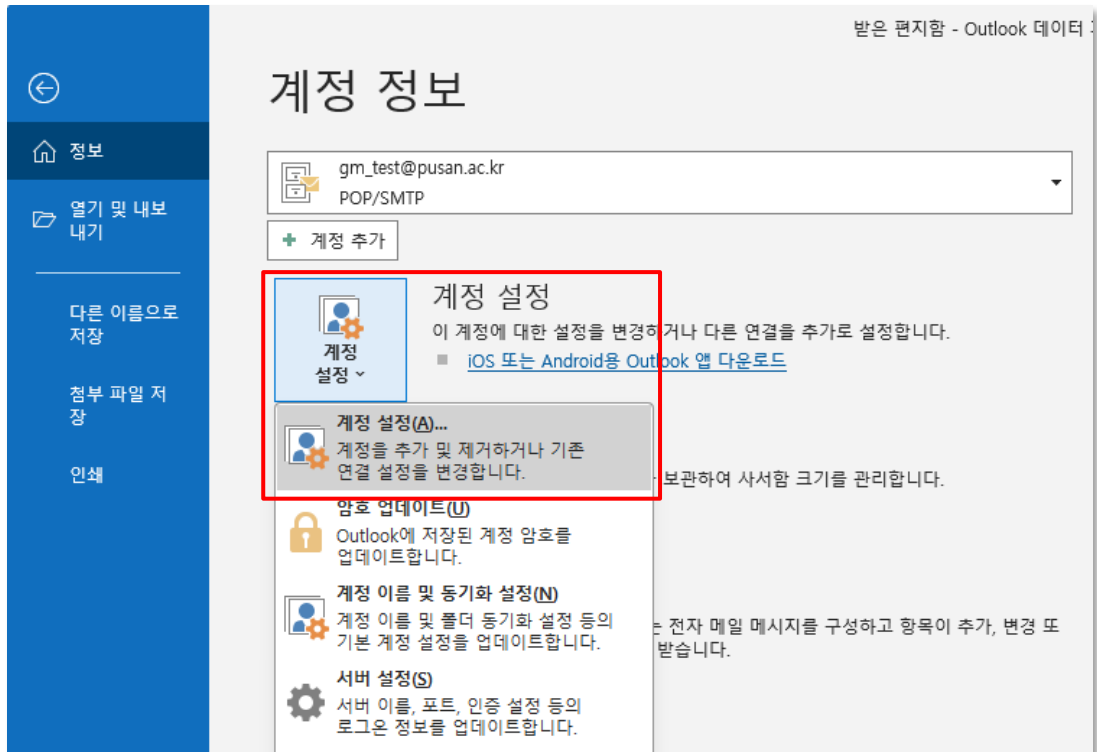 받은 편지함 - Outlook 데이터
계정 정보
정보
열기 및 내보
내기
다른 이름으로
저장
첨부 파일 저
장
인쇄
gm_test@pusan.ac.kr
POP/SMTP
계정 추가
계정
설정
계정 설정
이 계정에 대한 설정을 변경하거나 다른 연결을 추가로 설정합니다.
iOS 또는 Android용 Outlook 앱 다운로드
계정 설정(A)...
계정을 추가 및 제거하거나 기존
연결 설정을 변경합니다.
보관하여 사서함 크기를 관리합니다.
암호 업데이트(U)
Outlook에 저장된 계정 암호를
업데이트합니다.
계정 이름 및 동기화 설정(N)
계정 이름 및 폴더 동기화 설정 등의
기본 계정 설정을 업데이트합니다.
는 전자 메일 메시지를 구성하고 항목이 추가, 변경 또
받습니다.
서버 설정(S)
서버 이름, 포트, 인증 설정 등의
로그온 정보를 업데이트합니다.